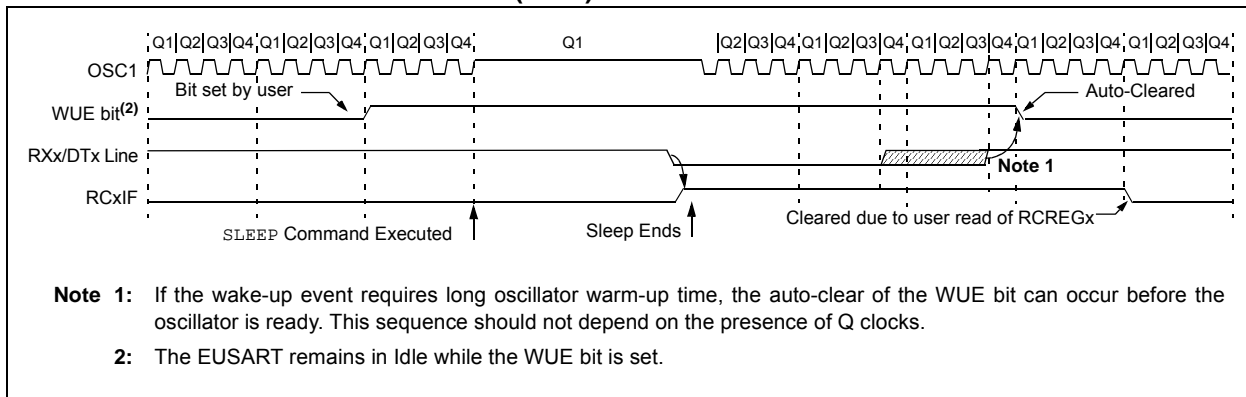 Q1 Q2 Q3 Q4 Q1 Q2 Q3 Q4 Q1 Q2 Q3 Q4 Q1 Q2 Q3 Q4 Q1 Q2 Q3 Q4 Q1 Q2 Q3 Q4 Q1 Q2 Q3 Q4 Q1 Q2 Q3 Q4
OSC1
Bit set by user
Auto-Cleared
WUE bit(2)
RXx/DTx Line
Note 1
RCxIF
Cleared due to user read of RCREGx
SLEEP Command Executed
Sleep Ends
Note 1: If the wake-up event requires long oscillator warm-up time, the auto-clear of the WUE bit can occur before the
oscillator is ready. This sequence should not depend on the presence of Q clocks.
2: The EUSART remains in Idle while the WUE bit is set.